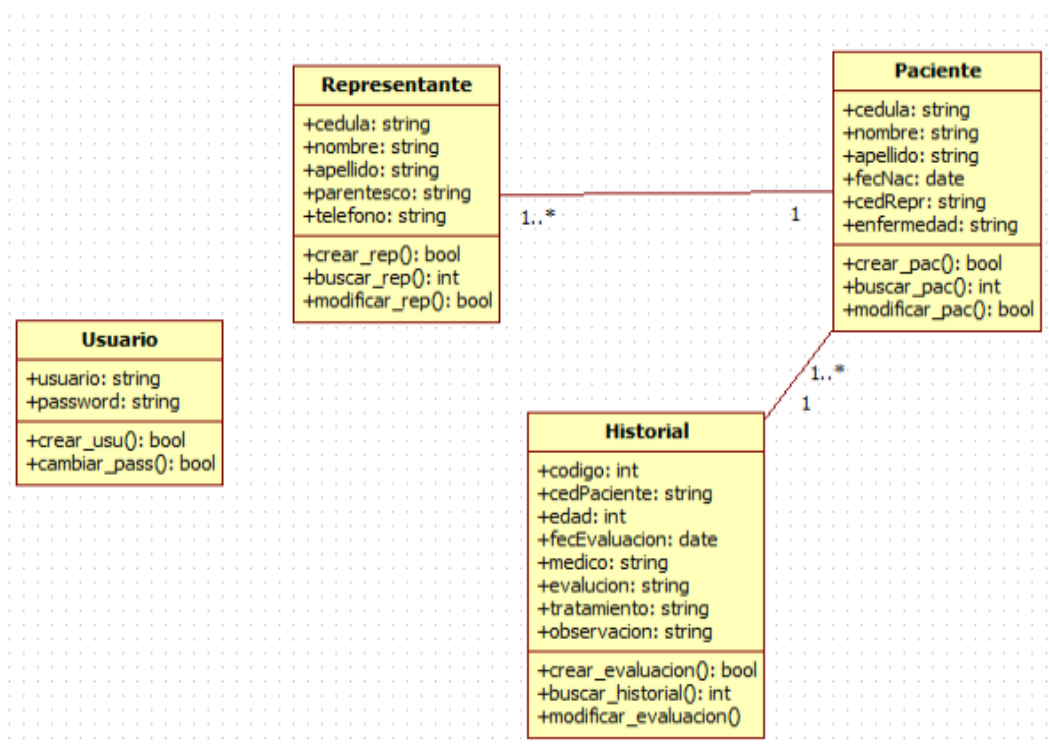 Representante
+cedula: string
+nombre: string
+apellido: string
+parentesco: string
+telefono: string
+crear_rep(): bool
+buscar_rep(): int
+modificar_rep(): bool
1..*
1
Paciente
+cedula: string
+nombre: string
+apellido: string
+fecNac: date
+cedRepr: string
+enfermedad: string
+crear_pac(): bool
+buscar_pac(): int
+modificar_pac(): bool
1..*
1
Usuario
+usuario: string
+password: string
+crear_usu(): bool
+cambiar_pass(): bool
Historial
+codigo: int
+cedPaciente: string
+edad: int
+fecEvaluacion: date
+medico: string
+evalucion: string
+tratamiento: string
+observacion: string
+crear_evaluacion(): bool
+buscar_historial(): int
+modificar_evaluacion()